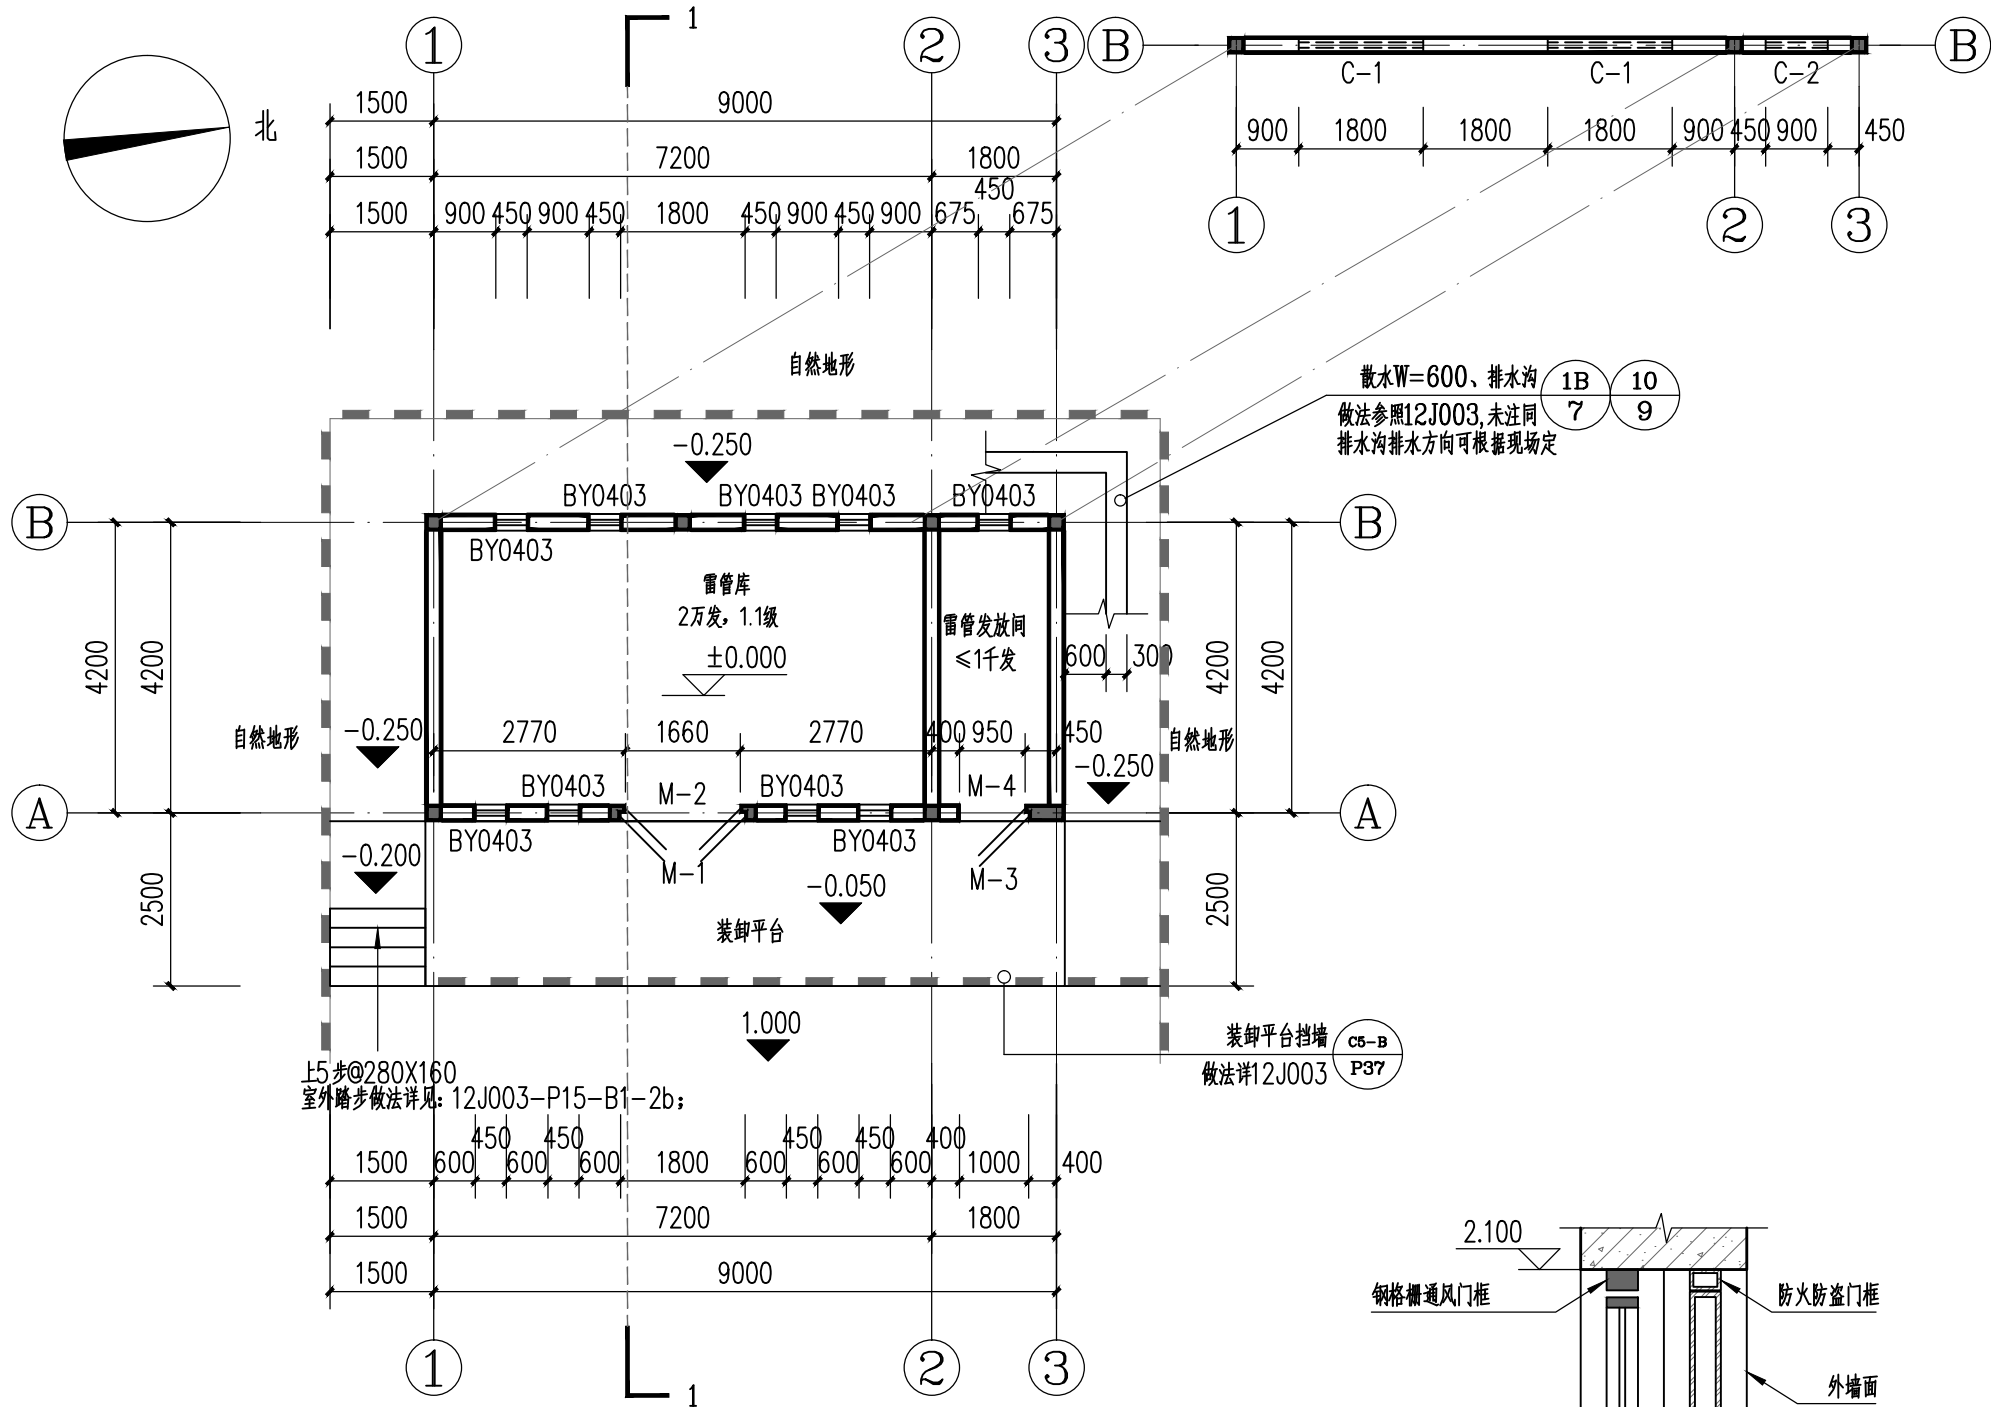 1
1
2
3
B
B
C-1
C-1
C-2
900
1800
1800
1800
900
450
900
450
1
2
3
北
1500
9000
1500
7200
1800
450
1500
900
450
900
450
1800
450
900
450
900
675
675
自然地形
散水W=600、排水沟
做法参照12J003,未注同
排水沟排水方向可根据现场定
1B
7
10
9
-0.250
BY0403
BY0403
BY0403
BY0403
B
B
BY0403
雷管库
2万发，1.1级
±0.000
雷管发放间
≤1千发
600
300
4200
4200
4200
4200
自然地形
-0.250
2770
1660
2770
400
950
450
自然地形
-0.250
BY0403
M-2
BY0403
M-4
A
A
BY0403
BY0403
-0.200
M-1
-0.050
M-3
2500
2500
装卸平台
1.000
装卸平台挡墙
做法详12J003
C5-B
P37
上5步@280X160
室外踏步做法详见：12J003-P15-B1-2b；
450
450
450
450
400
1500
600
600
600
1800
600
600
600
1000
400
1500
7200
1800
1500
9000
1
2
3
1
2.100
钢格栅通风门框
防火防盗门框
外墙面